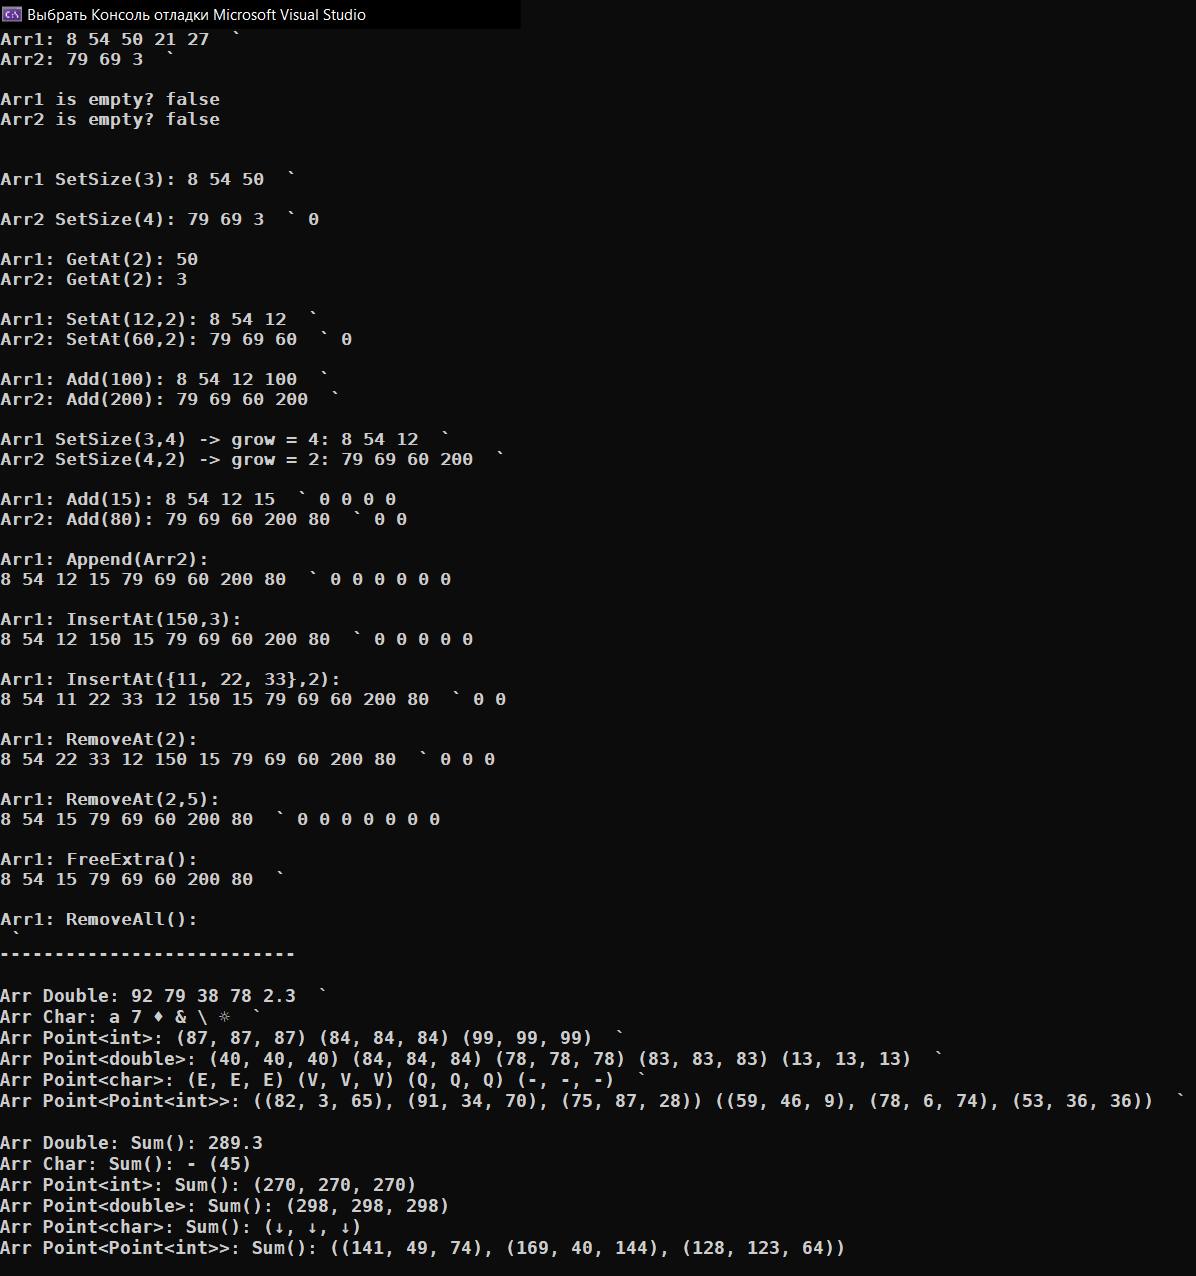 Выбрать Консоль отладки Microsoft Visual Studio
Arr1: 8 54 50 21 27  `
Arr2: 79 69 3  `
Arr1 is empty? false
Arr2 is empty? false
Arr1 SetSize(3): 8 54 50  `
Arr2 SetSize(4): 79 69 3  ` 0
Arr1: GetAt(2): 50
Arr2: GetAt(2): 3
Arr1: SetAt(12,2): 8 54 12  `
Arr2: SetAt(60,2): 79 69 60  ` 0
Arr1: Add(100): 8 54 12 100  `
Arr2: Add(200): 79 69 60 200  `
Arr1 SetSize(3,4) -> grow = 4: 8 54 12  `
Arr2 SetSize(4,2) -> grow = 2: 79 69 60 200  `
Arr1: Add(15): 8 54 12 15  ` 0 0 0 0
Arr2: Add(80): 79 69 60 200 80  ` 0 0
Arr1: Append(Arr2):
8 54 12 15 79 69 60 200 80  ` 0 0 0 0 0 0
Arr1: InsertAt(150,3):
8 54 12 150 15 79 69 60 200 80  ` 0 0 0 0 0
Arr1: InsertAt({11, 22, 33},2):
8 54 11 22 33 12 150 15 79 69 60 200 80  ` 0 0
Arr1: RemoveAt(2):
8 54 22 33 12 150 15 79 69 60 200 80  ` 0 0 0
Arr1: RemoveAt(2,5):
8 54 15 79 69 60 200 80  ` 0 0 0 0 0 0 0
Arr1: FreeExtra():
8 54 15 79 69 60 200 80  `
Arr1: RemoveAll():
 `
---------------------------
Arr Double: 92 79 38 78 2.3  `
Arr Char: a 7 ♦ & \ ☼  `
Arr Point<int>: (87, 87, 87) (84, 84, 84) (99, 99, 99)  `
Arr Point<double>: (40, 40, 40) (84, 84, 84) (78, 78, 78) (83, 83, 83) (13, 13, 13)  `
Arr Point<char>: (E, E, E) (V, V, V) (Q, Q, Q) (-, -, -)  `
Arr Point<Point<int>>: ((82, 3, 65), (91, 34, 70), (75, 87, 28)) ((59, 46, 9), (78, 6, 74), (53, 36, 36))  `
Arr Double: Sum(): 289.3
Arr Char: Sum(): - (45)
Arr Point<int>: Sum(): (270, 270, 270)
Arr Point<double>: Sum(): (298, 298, 298)
Arr Point<char>: Sum(): (↓, ↓, ↓)
Arr Point<Point<int>>: Sum(): ((141, 49, 74), (169, 40, 144), (128, 123, 64))